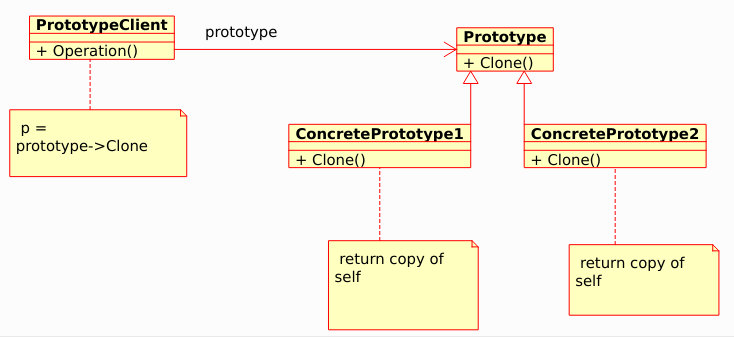 PrototypeClient
+ Operation()
prototype
Prototype
+ Clone()
p =
prototype->Clone
ConcretePrototype1
+ Clone()
ConcretePrototype2
+ Clone()
return copy of
self
return copy of
self